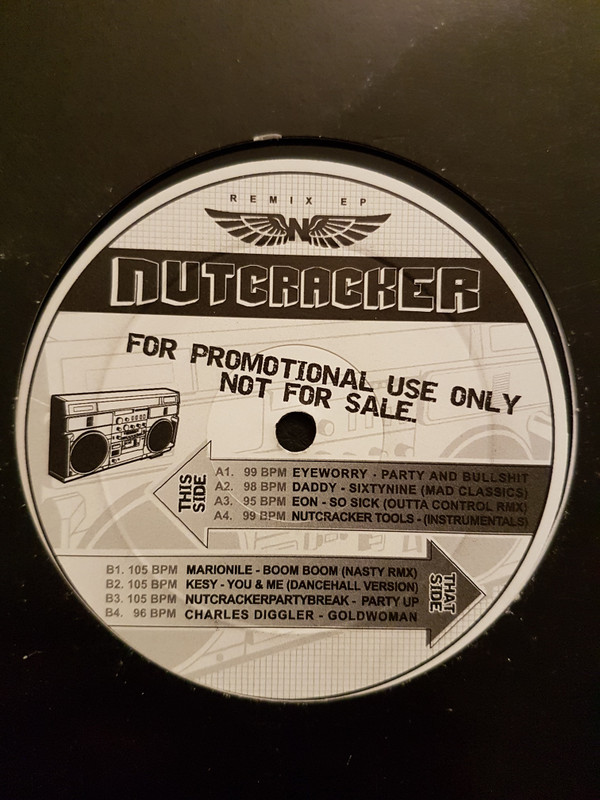 REMIX EP
N
NUTCRACKER
FOR PROMOTIONAL USE ONLY
NOT FOR SALE.
THIS SIDE
A1. 99 BPM EYEWORRY - PARTY AND BULLSHIT
A2. 98 BPM DADDY - SIXTYNINE (MAD CLASSICS)
A3. 95 BPM EON - SO SICK (OUTTA CONTROL RMX)
A4. 99 BPM NUTCRACKER TOOLS - (INSTRUMENTALS)
B1. 105 BPM MARIONILE - BOOM BOOM (NASTY RMX)
B2. 105 BPM KESY - YOU & ME (DANCEHALL VERSION)
B3. 105 BPM NUTCRACKERPARTYBREAK - PARTY UP
B4. 96 BPM CHARLES DIGGLER - GOLDWOMAN
THAT SIDE